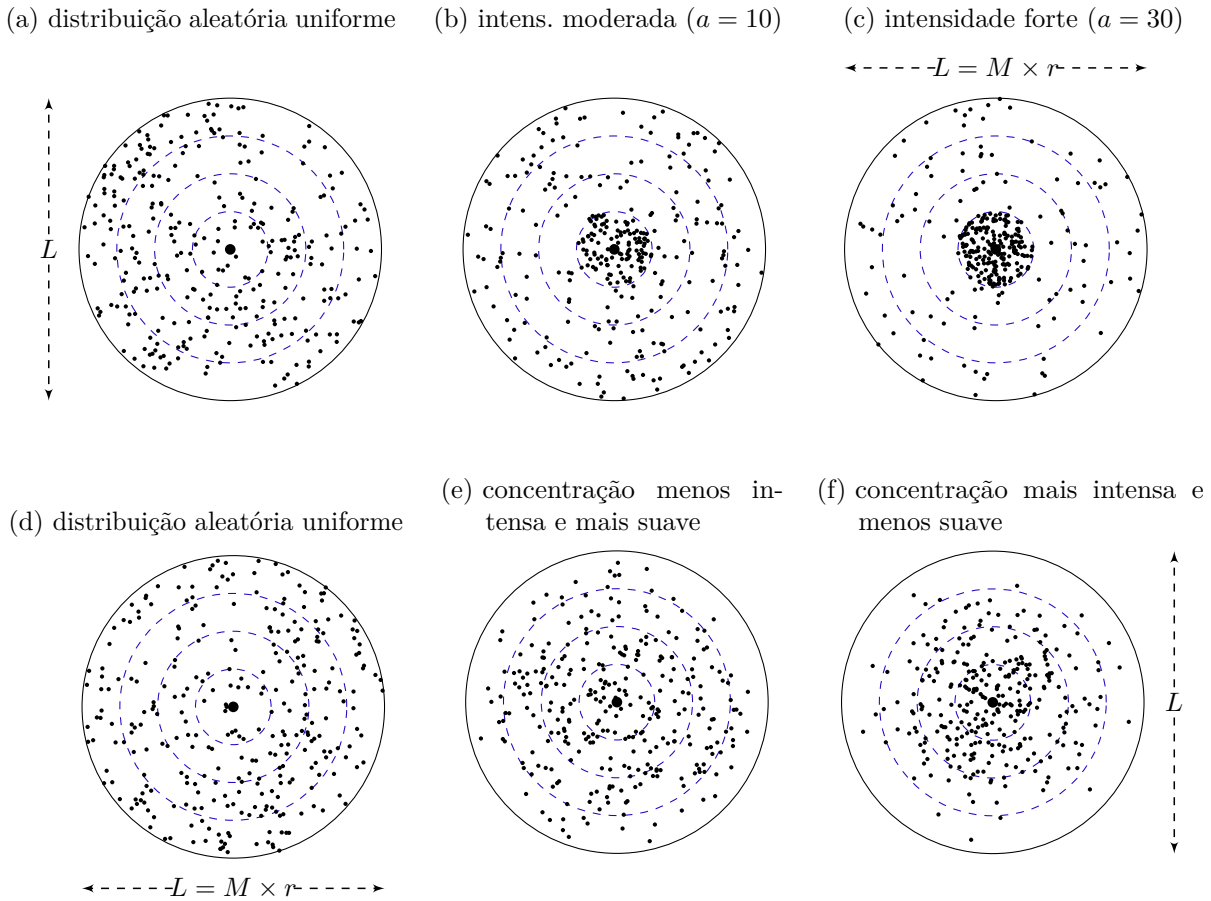 (a) distribuição aleatória uniforme
(b) intens. moderada (a = 10)
(c) intensidade forte (a = 30)
L = M × r
L
(d) distribuição aleatória uniforme
(e) concentração menos in-
tensa e mais suave
(f) concentração mais intensa e
menos suave
L
L = M × r